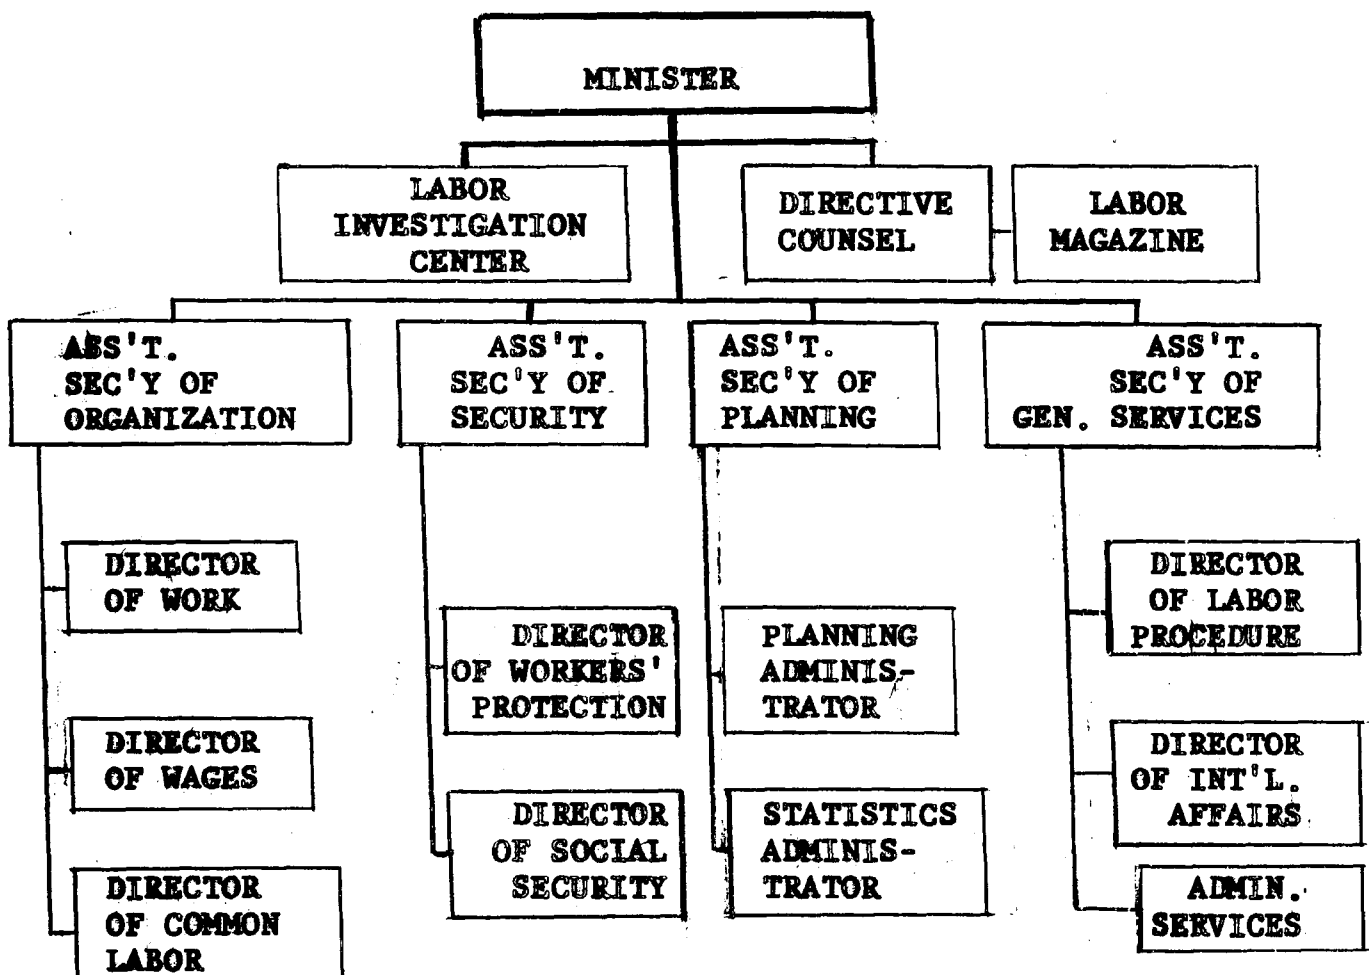 MINISTER
LABOR
INVESTIGATION
CENTER
DIRECTIVE
COUNSEL
LABOR
MAGAZINE
ASS'T.
SEC'Y OF
ORGANIZATION
ASS'T.
SEC'Y OF
SECURITY
ASS'T.
SEC'Y OF
PLANNING
ASS'T.
SEC'Y OF
GEN. SERVICES
DIRECTOR
OF WORK
DIRECTOR
OF WAGES
DIRECTOR
OF COMMON
LABOR
DIRECTOR
OF WORKERS'
PROTECTION
DIRECTOR
OF SOCIAL
SECURITY
PLANNING
ADMINIS-
TRATOR
STATISTICS
ADMINIS-
TRATOR
DIRECTOR
OF LABOR
PROCEDURE
DIRECTOR
OF INT'L.
AFFAIRS
ADMIN.
SERVICES